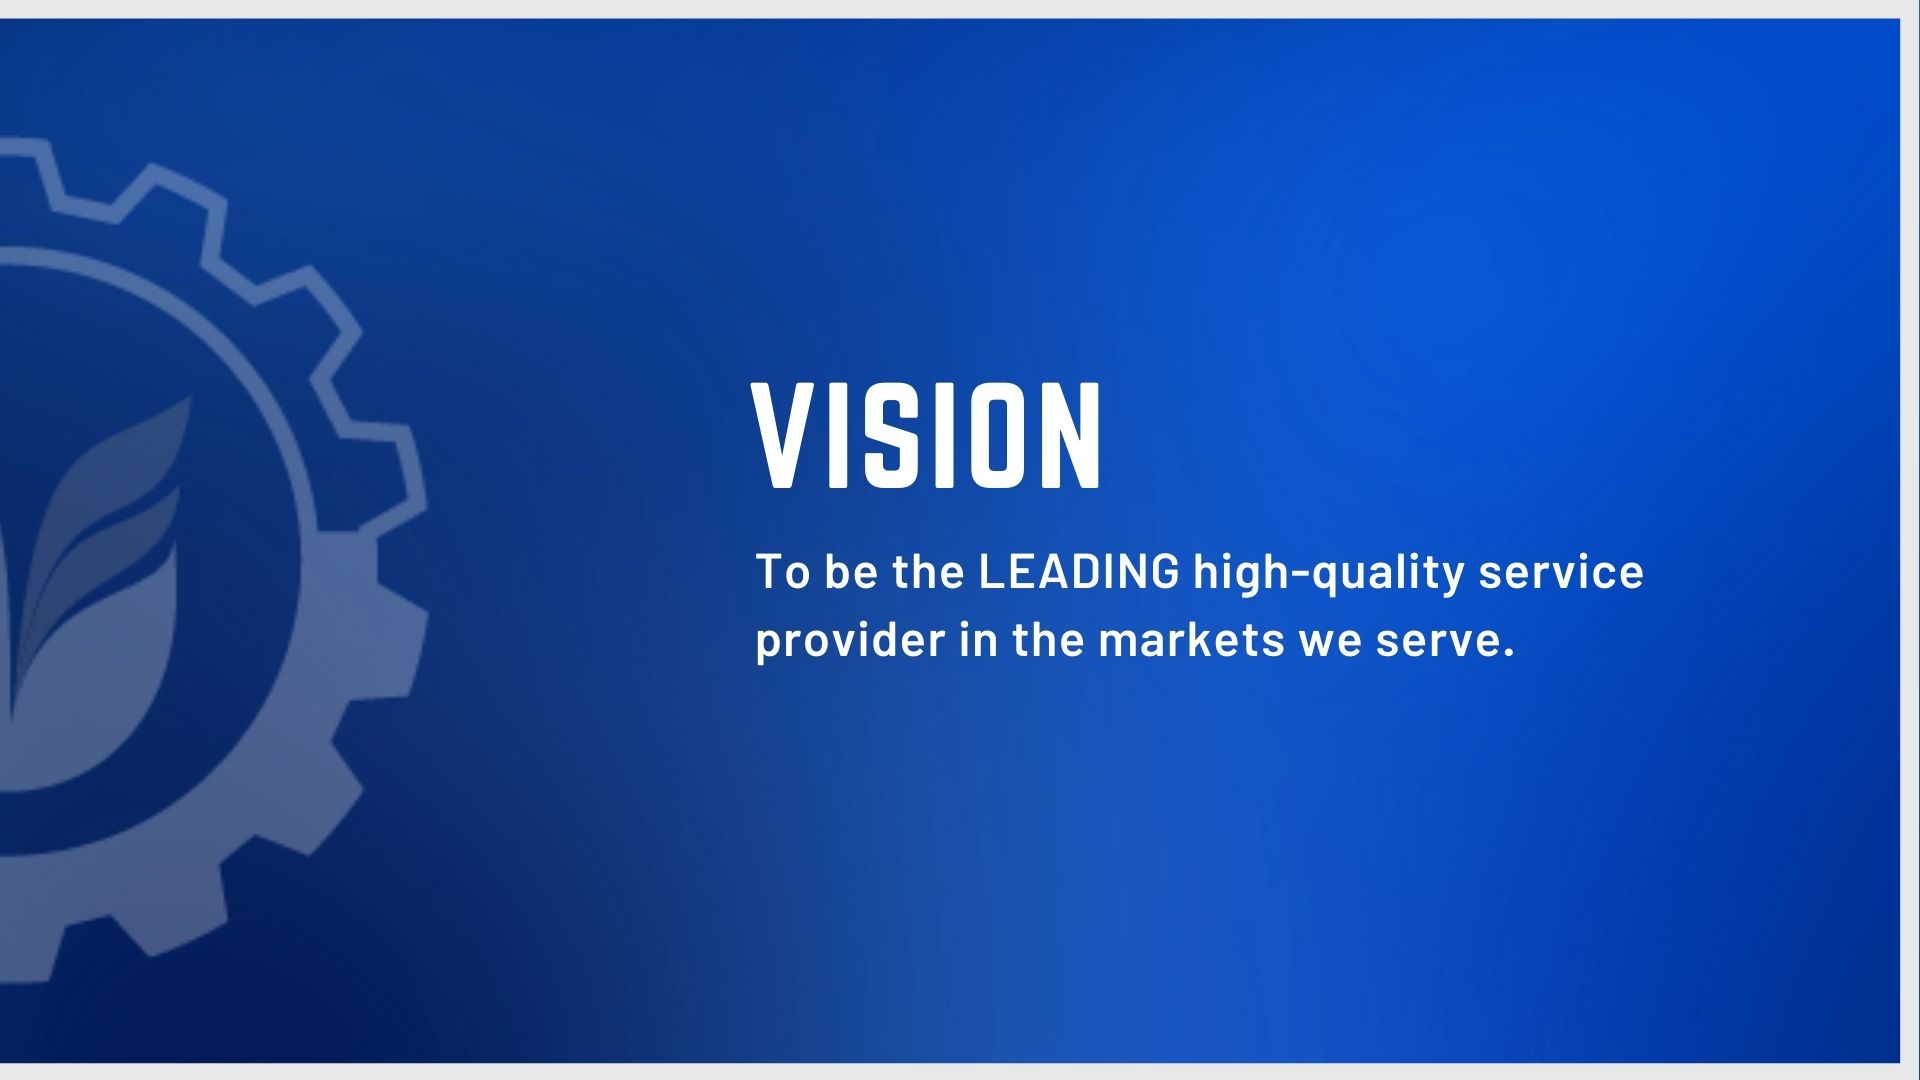 VISION
To be the LEADING high-quality service
provider in the markets we serve.